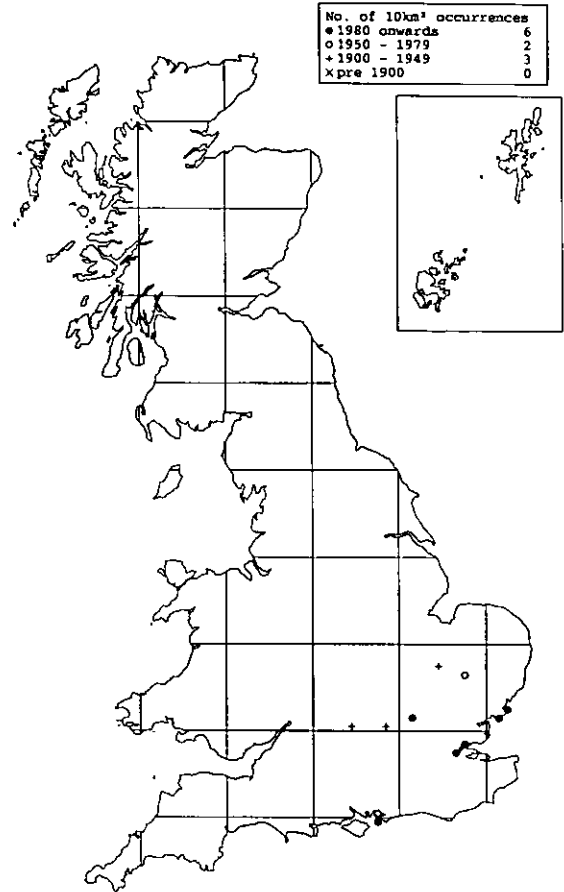 No. of 10km² occurrences
● 1980 onwards 6
○ 1950 - 1979 2
+ 1900 - 1949 3
× pre 1900 0